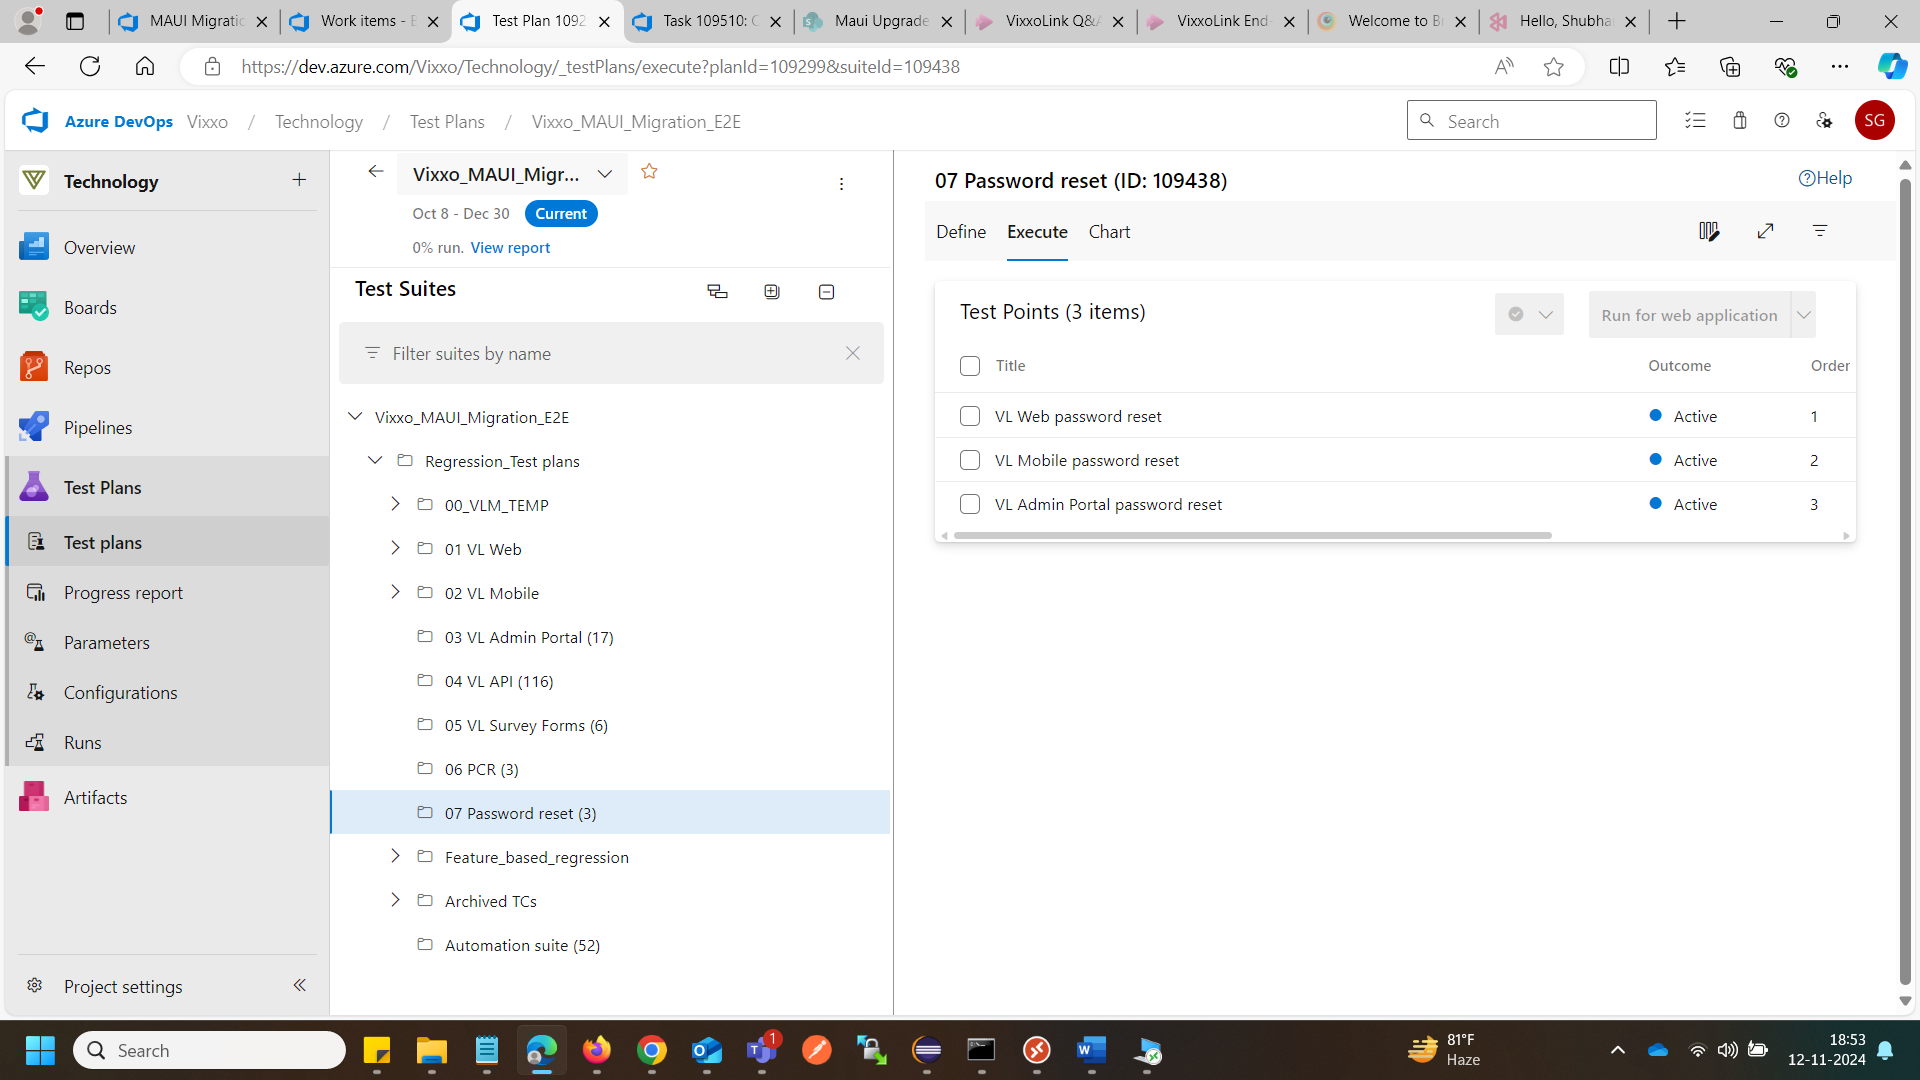 MAUI Migratio
Work items - B
Test Plan 1092
Task 109510: C
Maui Upgrade
VixxoLink Q&A
VixxoLink End-
Welcome to Br
Hello, Shubha
https://dev.azure.com/Vixxo/Technology/_testPlans/execute?planId=109299&suiteId=109438
Azure DevOps Vixxo / Technology / Test Plans / Vixxo_MAUI_Migration_E2E
Search
SG
Technology
Overview
Boards
Repos
Pipelines
Test Plans
Test plans
Progress report
Parameters
Configurations
Runs
Artifacts
Project settings
Vixxo_MAUI_Migr...
Oct 8 - Dec 30 Current
0% run. View report
Test Suites
Filter suites by name
Vixxo_MAUI_Migration_E2E
Regression_Test plans
00_VLM_TEMP
01 VL Web
02 VL Mobile
03 VL Admin Portal (17)
04 VL API (116)
05 VL Survey Forms (6)
06 PCR (3)
07 Password reset (3)
Feature_based_regression
Archived TCs
Automation suite (52)
07 Password reset (ID: 109438)
Help
Define Execute Chart
Test Points (3 items)
Run for web application
Title Outcome Order
VL Web password reset Active 1
VL Mobile password reset Active 2
VL Admin Portal password reset Active 3
Search
1
81°F
Haze
18:53
12-11-2024